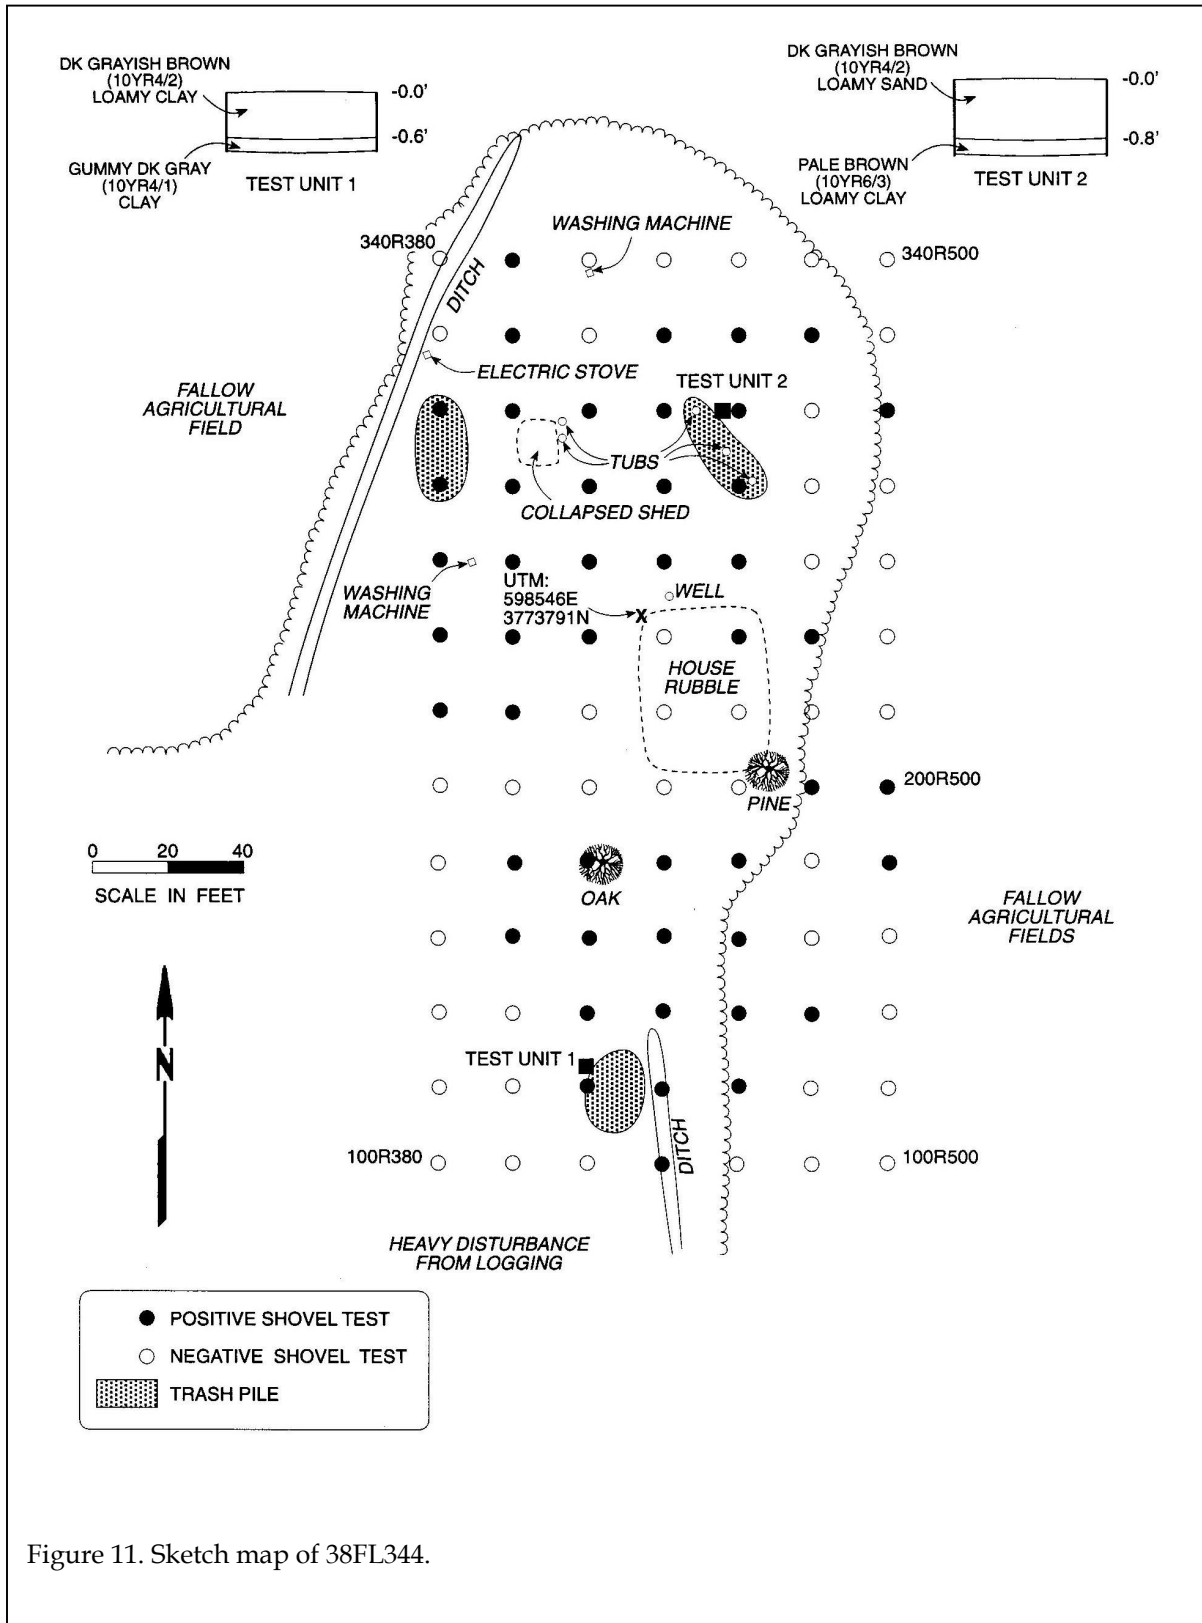 DK GRAYISH BROWN
(10YR4/2)
LOAMY CLAY
-0.0'
-0.6'
GUMMY DK GRAY
(10YR4/1)
CLAY
TEST UNIT 1
DK GRAYISH BROWN
(10YR4/2)
LOAMY SAND
-0.0'
-0.8'
PALE BROWN
(10YR6/3)
LOAMY CLAY
TEST UNIT 2
WASHING MACHINE
340R380
340R500
DITCH
ELECTRIC STOVE
FALLOW
AGRICULTURAL
FIELD
TEST UNIT 2
TUBS
COLLAPSED SHED
WASHING
MACHINE
UTM:
598546E
3773791N
X
WELL
HOUSE
RUBBLE
200R500
PINE
0 20 40
SCALE IN FEET
OAK
FALLOW
AGRICULTURAL
FIELDS
N
TEST UNIT 1
DITCH
100R380
100R500
HEAVY DISTURBANCE
FROM LOGGING
POSITIVE SHOVEL TEST
NEGATIVE SHOVEL TEST
TRASH PILE
Figure 11. Sketch map of 38FL344.